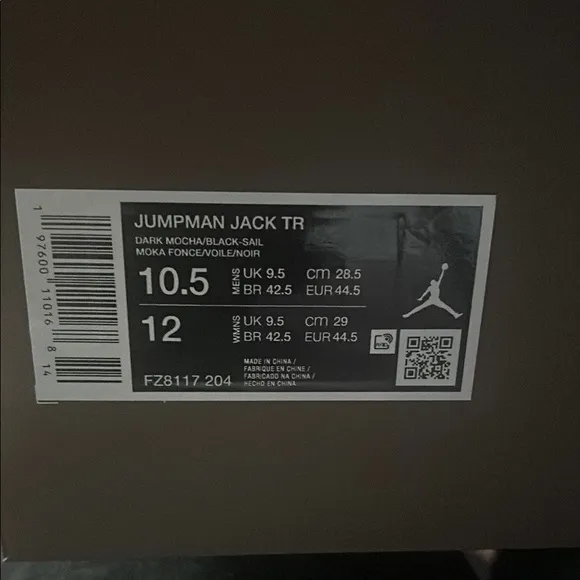 JUMPMAN JACK TR
DARK MOCHA/BLACK-SAIL
MOKA FONCE/VOILE/NOIR
10.5 MENS UK 9.5 cm 28.5
BR 42.5 EUR 44.5
12 WMNS UK 9.5 cm 29
BR 42.5 EUR 44.5
FZ8117 204
MADE IN CHINA /
FABRIQUE EN CHINE /
FABRICADO NA CHINA /
HECHO EN CHINA
1 97600 11016 8 14